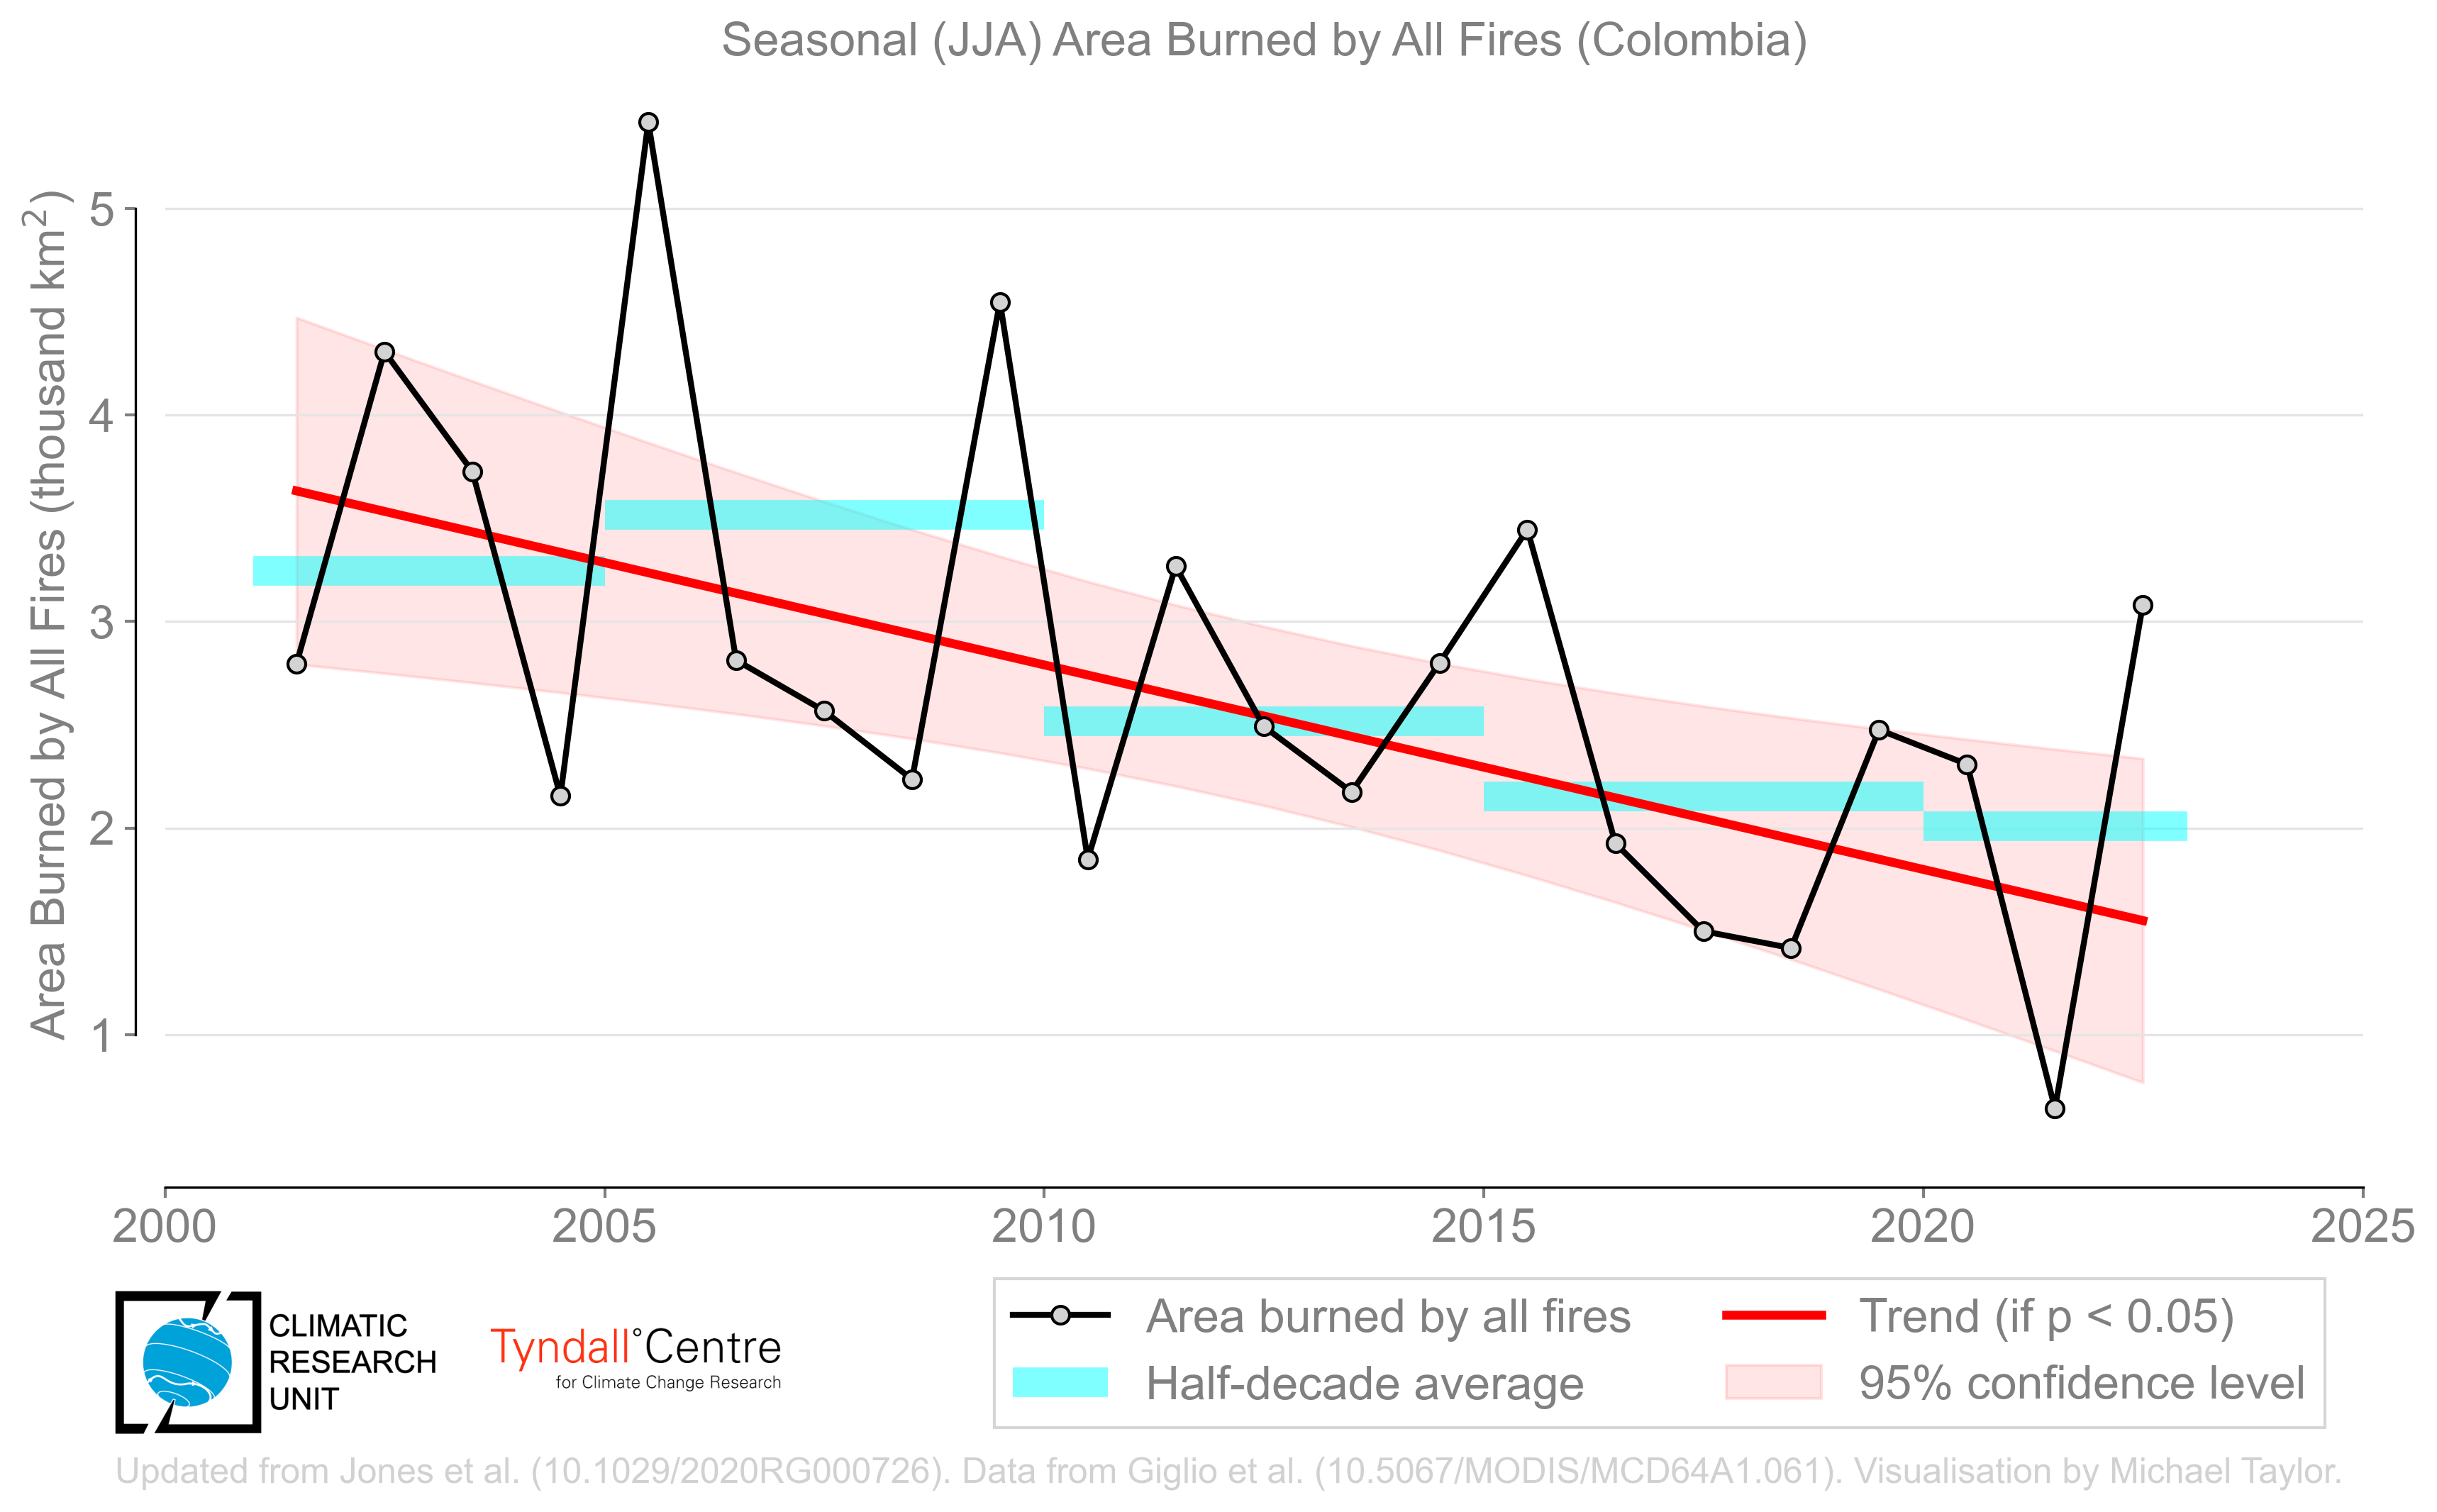 Seasonal (JJA) Area Burned by All Fires (Colombia)
Area Burned by All Fires (thousand km²)
5
4
3
2
1
2000 2005 2010 2015 2020 2025
CLIMATIC
RESEARCH
UNIT
Tyndall°Centre
for Climate Change Research
Area burned by all fires
Half-decade average
Trend (if p < 0.05)
95% confidence level
Updated from Jones et al. (10.1029/2020RG000726). Data from Giglio et al. (10.5067/MODIS/MCD64A1.061). Visualisation by Michael Taylor.